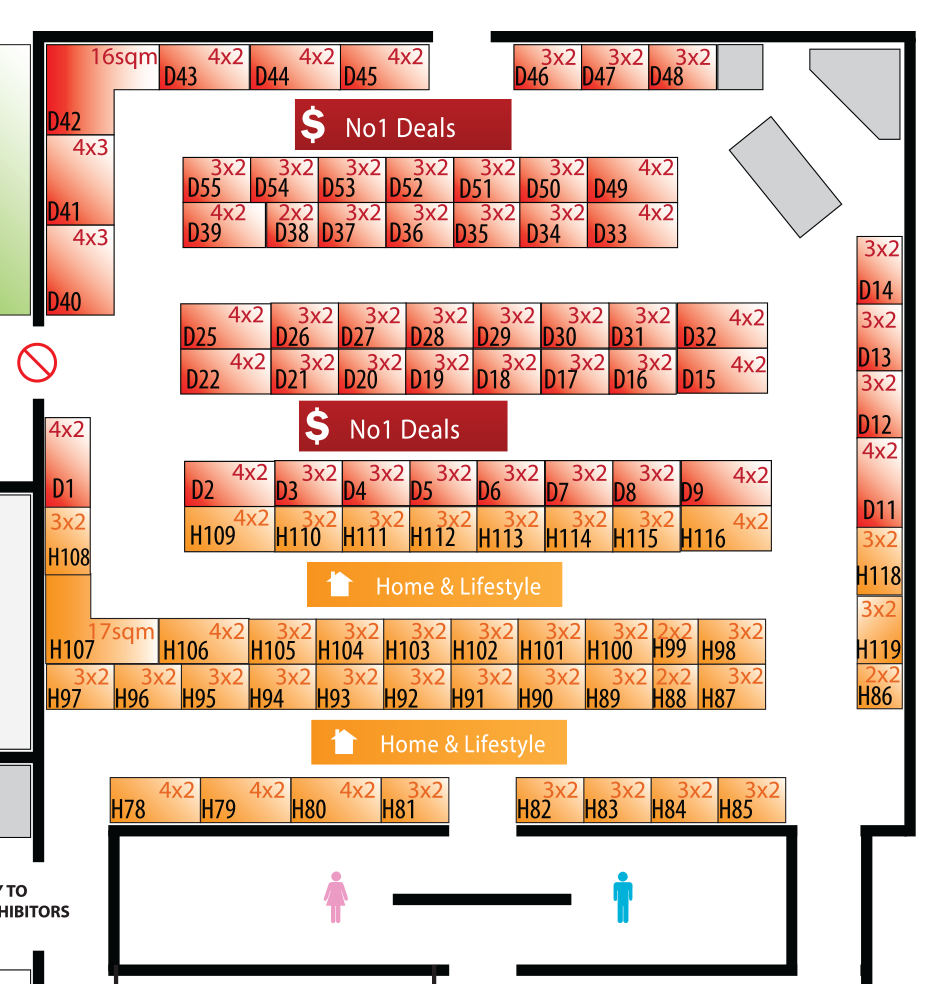 16sqm 4x2 4x2 4x2 3x2 3x2 3x2
D42 D43 D44 D45 D46 D47 D48
$ No1 Deals
4x3
D41
3x2 3x2 3x2 3x2 3x2 3x2 4x2
D55 D54 D53 D52 D51 D50 D49
4x2 2x2 3x2 3x2 3x2 3x2 4x2
D39 D38 D37 D36 D35 D34 D33
4x3
D40
3x2
D14
4x2 3x2 3x2 3x2 3x2 3x2 3x2 4x2
D25 D26 D27 D28 D29 D30 D31 D32
3x2
D13
4x2 3x2 3x2 3x2 3x2 3x2 3x2 4x2
D22 D21 D20 D19 D18 D17 D16 D15
3x2
D12
$ No1 Deals
4x2
D1
4x2
D11
4x2 3x2 3x2 3x2 3x2 3x2 3x2 4x2
D2 D3 D4 D5 D6 D7 D8 D9
3x2
H108
4x2 3x2 3x2 3x2 3x2 3x2 3x2 4x2
H109 H110 H111 H112 H113 H114 H115 H116
3x2
H118
Home & Lifestyle
3x2
H119
17sqm 4x2 3x2 3x2 3x2 3x2 3x2 3x2 2x2 3x2
H107 H106 H105 H104 H103 H102 H101 H100 H99 H98
3x2 3x2 3x2 3x2 3x2 3x2 3x2 3x2 3x2 2x2 3x2
H97 H96 H95 H94 H93 H92 H91 H90 H89 H88 H87
2x2
H86
Home & Lifestyle
4x2 4x2 4x2 3x2 3x2 3x2 3x2 3x2
H78 H79 H80 H81 H82 H83 H84 H85
Y TO
HIBITORS